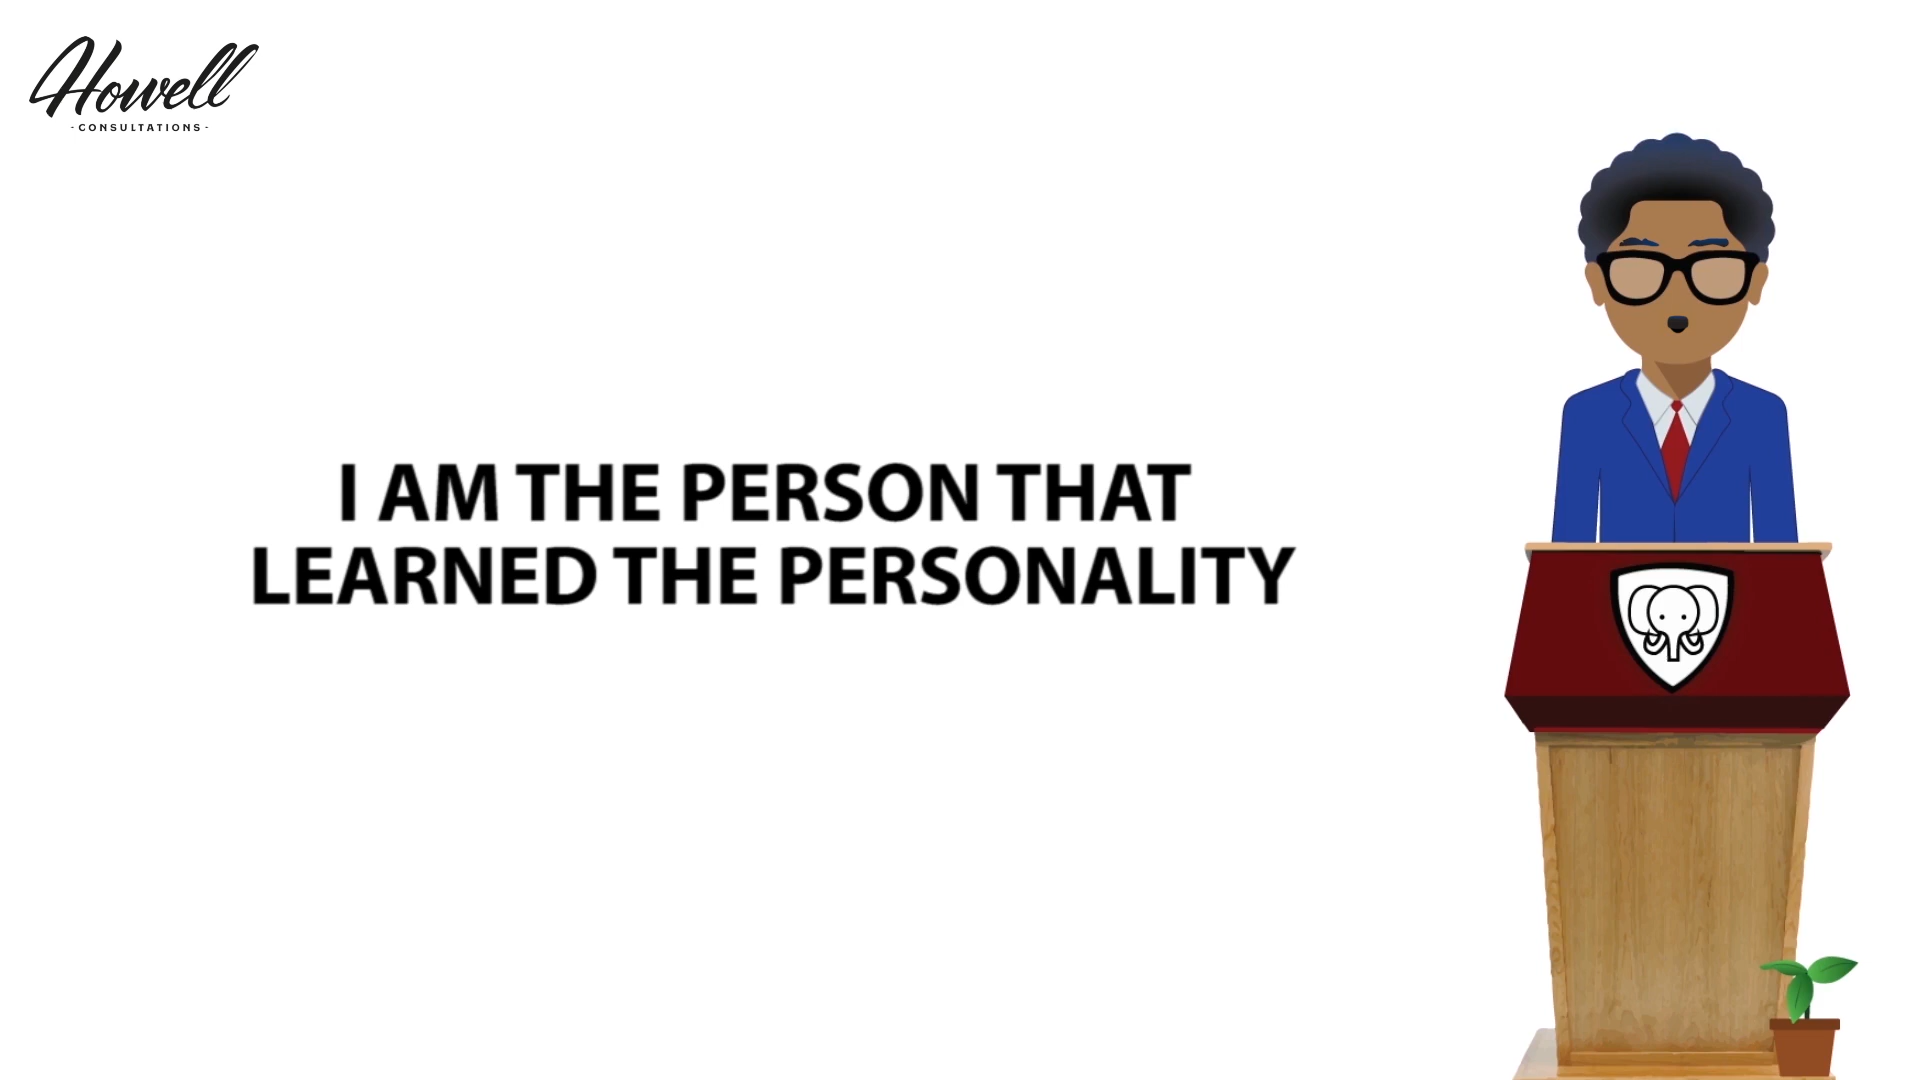 Howell
-CONSULTATIONS-
I AM THE PERSON THAT
LEARNED THE PERSONALITY